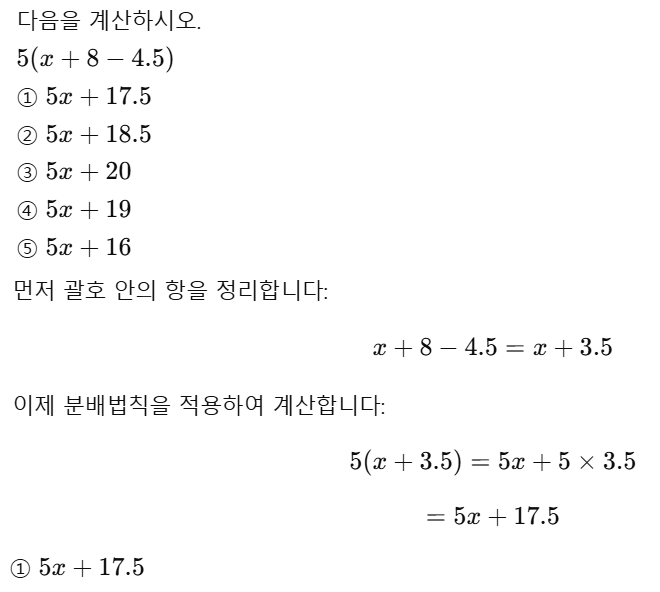 다음을 계산하시오.
5(x + 8 − 4.5)
① 5x + 17.5
② 5x + 18.5
③ 5x + 20
④ 5x + 19
⑤ 5x + 16
먼저 괄호 안의 항을 정리합니다:
x + 8 − 4.5 = x + 3.5
이제 분배법칙을 적용하여 계산합니다:
5(x + 3.5) = 5x + 5 × 3.5
= 5x + 17.5
① 5x + 17.5